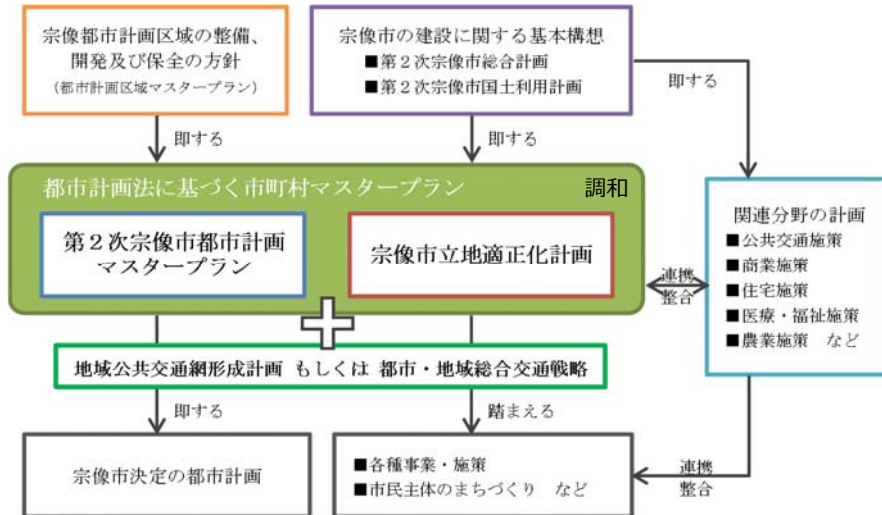 宗像都市計画区域の整備、
開発及び保全の方針
(都市計画区域マスタープラン)
宗像市の建設に関する基本構想
■第2次宗像市総合計画
■第2次宗像市国土利用計画
即する
即する
即する
都市計画法に基づく市町村マスタープラン
調和
第2次宗像市都市計画
マスタープラン
宗像市立地適正化計画
連携
整合
関連分野の計画
■公共交通施策
■商業施策
■住宅施策
■医療・福祉施策
■農業施策 など
地域公共交通網形成計画 もしくは 都市・地域総合交通戦略
即する
踏まえる
宗像市決定の都市計画
■各種事業・施策
■市民主体のまちづくり など
連携
整合